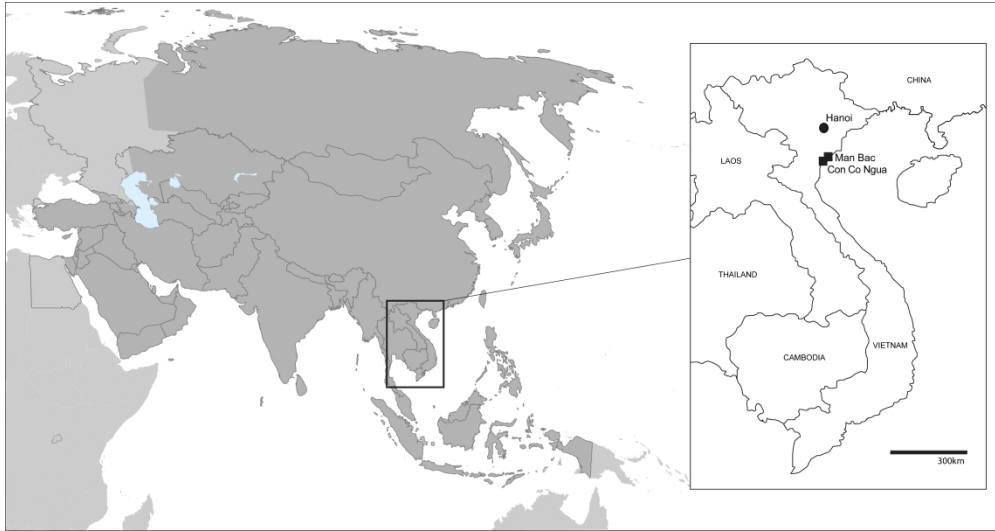 CHINA
Hanoi
LAOS
Man Bac
Con Co Ngua
THAILAND
CAMBODIA
VIETNAM
300km